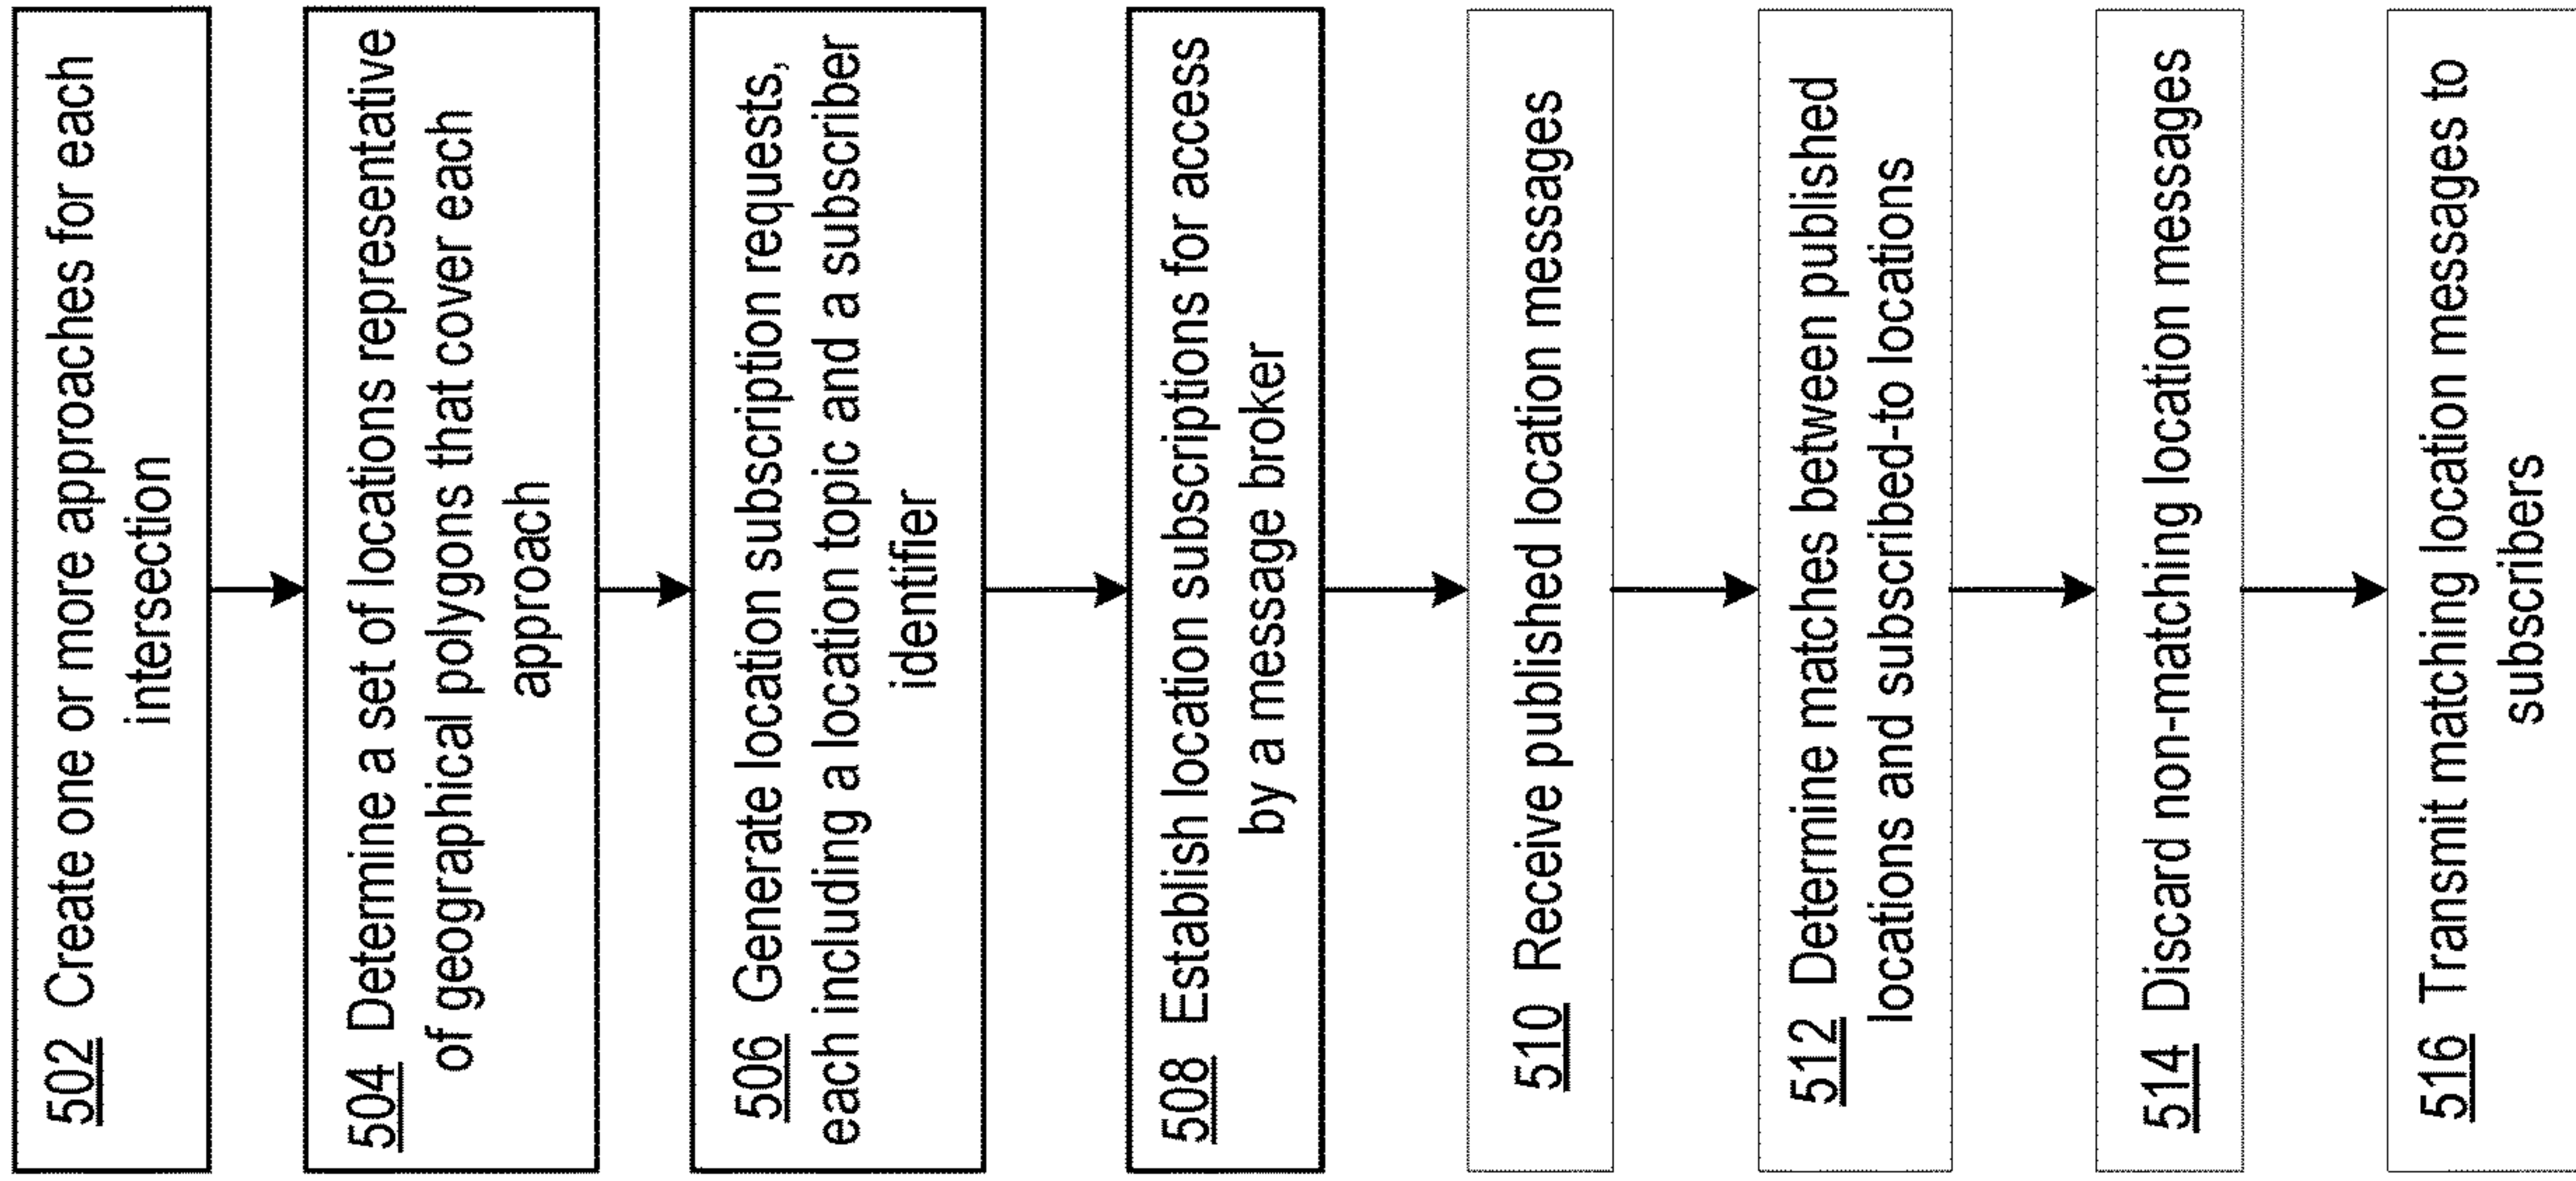 502 Create one or more approaches for each
intersection
504 Determine a set of locations representative
of geographical polygons that cover each
approach
506 Generate location subscription requests,
each including a location topic and a subscriber
identifier
508 Establish location subscriptions for access
by a message broker
510 Receive published location messages
512 Determine matches between published
locations and subscribed-to locations
514 Discard non-matching location messages
516 Transmit matching location messages to
subscribers